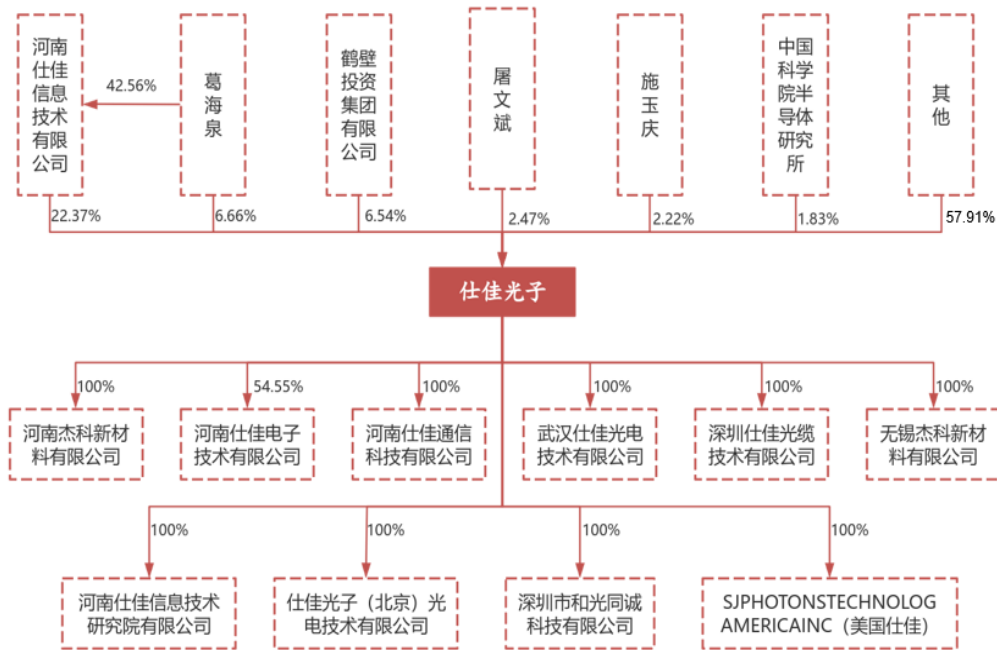 河南
仕佳
信息
技术
有限
公司
42.56%
葛
海
泉
鹤壁
投资
集团
有限
公司
屠
文
斌
施
玉
庆
中国
科学
院半
导体
研究
所
其
他
22.37%
6.66%
6.54%
2.47%
2.22%
1.83%
57.91%
仕佳光子
100%
54.55%
100%
100%
100%
100%
河南杰科新材
料有限公司
河南仕佳电子
技术有限公司
河南仕佳通信
科技有限公司
武汉仕佳光电
技术有限公司
深圳仕佳光缆
技术有限公司
无锡杰科新材
料有限公司
100%
100%
100%
100%
河南仕佳信息技术
研究院有限公司
仕佳光子（北京）光
电技术有限公司
深圳市和光同诚
科技有限公司
SJPHOTONSTECHNOLOG
AMERICAINC（美国仕佳）